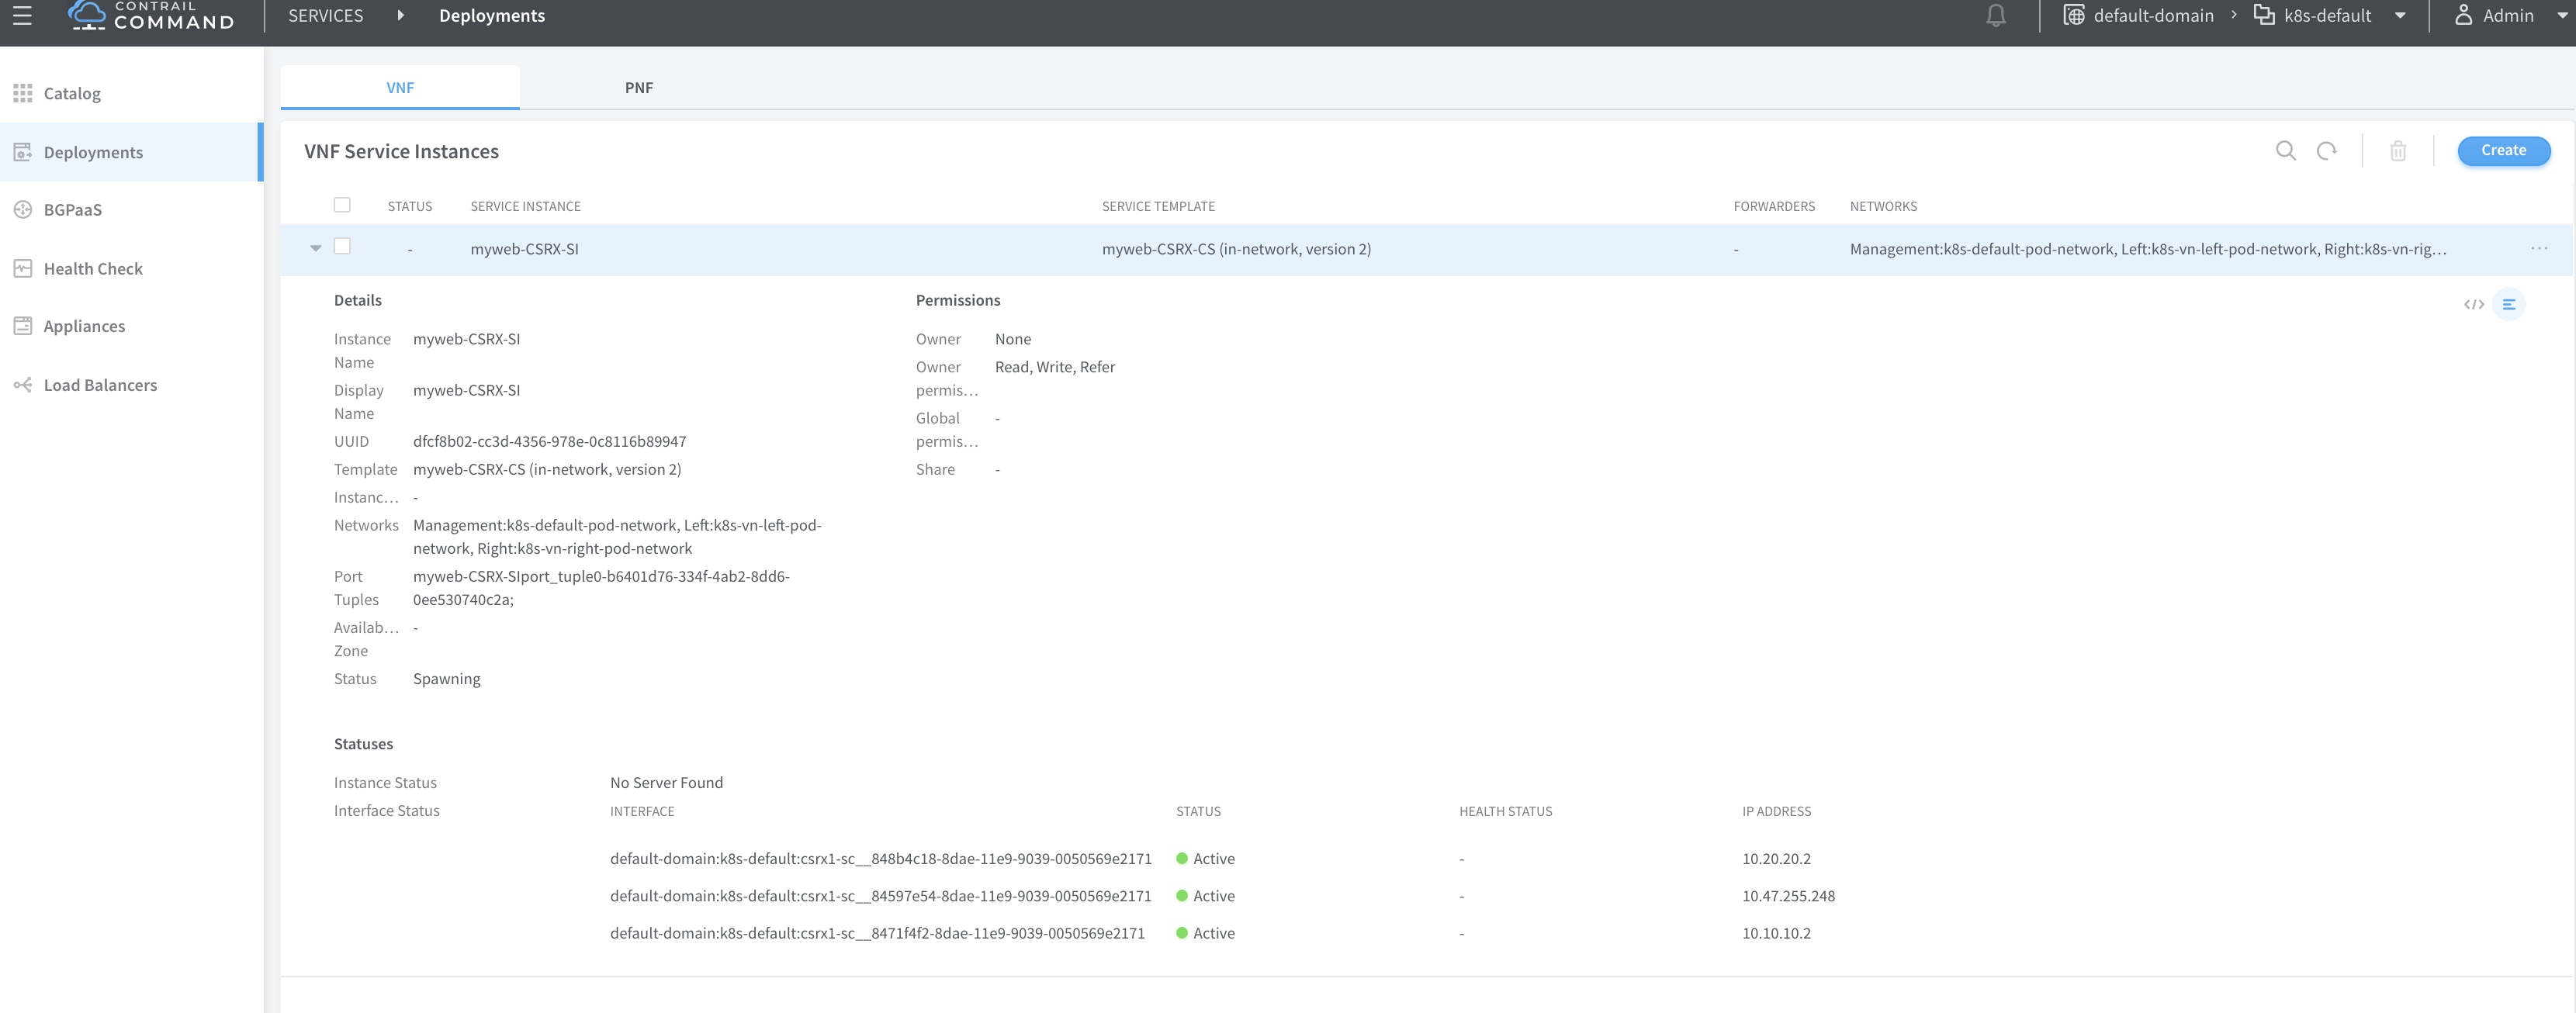 CONTRAIL
COMMAND
SERVICES
Deployments
default-domain
k8s-default
Admin
Catalog
Deployments
BGPaaS
Health Check
Appliances
Load Balancers
VNF
PNF
VNF Service Instances
Create
STATUS SERVICE INSTANCE SERVICE TEMPLATE FORWARDERS NETWORKS
- myweb-CSRX-SI myweb-CSRX-CS (in-network, version 2) - Management:k8s-default-pod-network, Left:k8s-vn-left-pod-network, Right:k8s-vn-rig...
Details
Instance myweb-CSRX-SI
Name
Display myweb-CSRX-SI
Name
UUID dfcf8b02-cc3d-4356-978e-0c8116b89947
Template myweb-CSRX-CS (in-network, version 2)
Instanc... -
Networks Management:k8s-default-pod-network, Left:k8s-vn-left-pod-
network, Right:k8s-vn-right-pod-network
Port myweb-CSRX-SIport_tuple0-b6401d76-334f-4ab2-8dd6-
Tuples 0ee530740c2a;
Availab... -
Zone
Status Spawning
Permissions
Owner None
Owner Read, Write, Refer
permis...
Global -
permis...
Share -
Statuses
Instance Status No Server Found
Interface Status INTERFACE STATUS HEALTH STATUS IP ADDRESS
default-domain:k8s-default:csrx1-sc__848b4c18-8dae-11e9-9039-0050569e2171 Active - 10.20.20.2
default-domain:k8s-default:csrx1-sc__84597e54-8dae-11e9-9039-0050569e2171 Active - 10.47.255.248
default-domain:k8s-default:csrx1-sc__8471f4f2-8dae-11e9-9039-0050569e2171 Active - 10.10.10.2